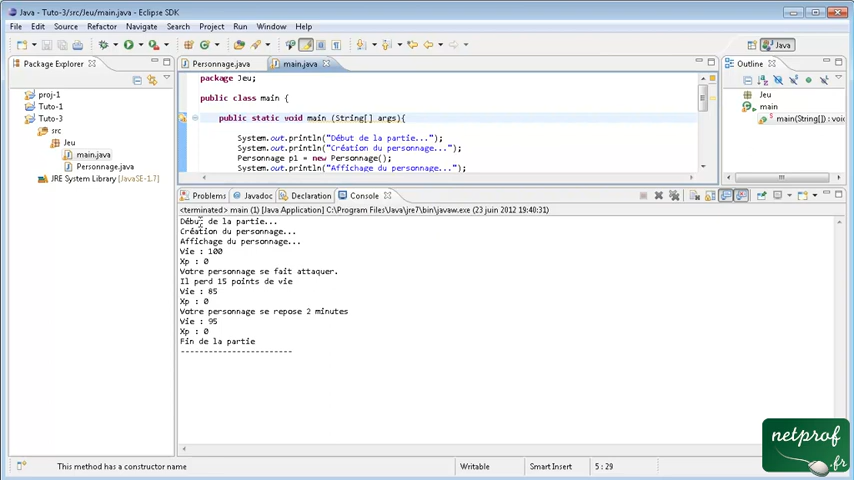 Java - Tuto-3/src/Jeu/main.java - Eclipse SDK
File Edit Source Refactor Navigate Search Project Run Window Help
Java
Package Explorer
proj-1
Tuto-1
Tuto-3
src
Jeu
main.java
Personnage.java
JRE System Library [JavaSE-1.7]
Personnage.java main.java
package Jeu;
public class main {
public static void main (String[] args){
System.out.println("Début de la partie...");
System.out.println("Création du personnage...");
Personnage p1 = new Personnage();
System.out.println("Affichage du personnage...");
Outline
Jeu
main
main(String[]) : voi
Problems Javadoc Declaration Console
<terminated> main (1) [Java Application] C:\Program Files\Java\jre7\bin\javaw.exe (23 juin 2012 19:40:31)
Début de la partie...
Création du personnage...
Affichage du personnage...
Vie : 100
Xp : 0
Votre personnage se fait attaquer.
Il perd 15 points de vie
Vie : 85
Xp : 0
Votre personnage se repose 2 minutes
Vie : 95
Xp : 0
Fin de la partie
------------------------
This method has a constructor name Writable Smart Insert 5 : 29
netprof
.fr